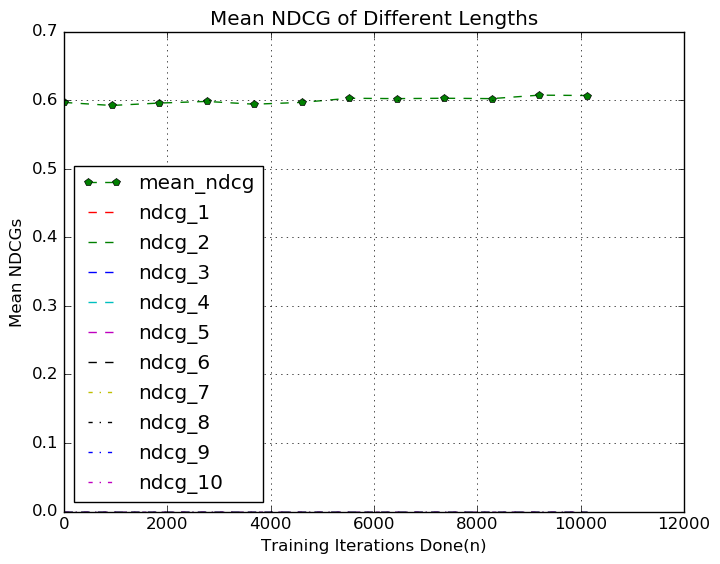 Mean NDCG of Different Lengths
0.7
0.6
0.5
0.4
0.3
0.2
0.1
0.0
Mean NDCGs
mean_ndcg
ndcg_1
ndcg_2
ndcg_3
ndcg_4
ndcg_5
ndcg_6
ndcg_7
ndcg_8
ndcg_9
ndcg_10
0 2000 4000 6000 8000 10000 12000
Training Iterations Done(n)